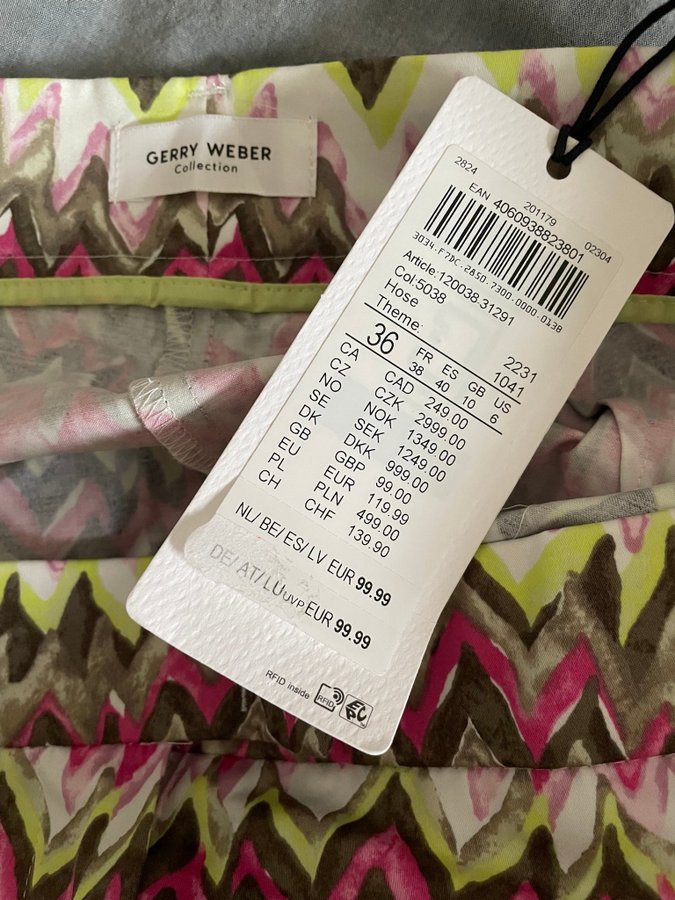 GERRY WEBER
Collection
2824
201179
02304
EAN 4060938823801
3034.F7DC.2850.7300.0000.013B
Article:120038.31291
Col:5038
Hose
Theme:
2231
1041
36 FR ES GB US
38 40 10 6
CA CAD 249.00
CZ CZK 2999.00
NO NOK 1349.00
SE SEK 1249.00
DK DKK 999.00
GB GBP 99.00
EU EUR 119.99
PL PLN 499.00
CH CHF 139.90
NL/ BE/ ES/ LV EUR 99.99
DE/ AT/ LU UVP EUR 99.99
RFID inside
RFID
EPC